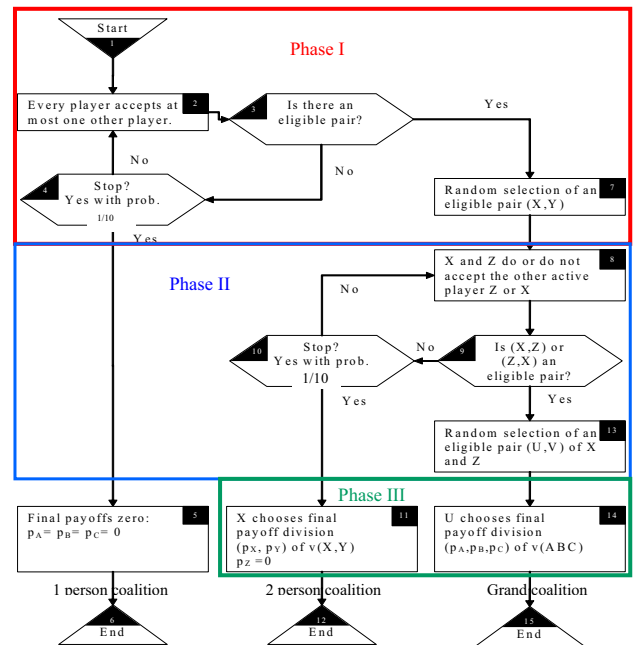 Start
1
Phase I
Every player accepts at
most one other player.
2
3
Is there an
eligible pair?
Yes
No
No
4
Stop?
Yes with prob.
1/10
Yes
Random selection of an
eligible pair (X,Y)
7
Phase II
X and Z do or do not
accept the other active
player Z or X
8
No
10
Stop?
Yes with prob.
1/10
No
9
Is (X,Z) or
(Z,X) an
eligible pair?
Yes
Yes
Random selection of an
eligible pair (U,V) of X
and Z
13
Phase III
Final payoffs zero:
pA= pB= pC= 0
5
X chooses final
payoff division
(pX, pY) of v(X,Y)
pZ =0
11
U chooses final
payoff division
(pA,pB,pC) of v(ABC)
14
1 person coalition
2 person coalition
Grand coalition
6
End
12
End
15
End